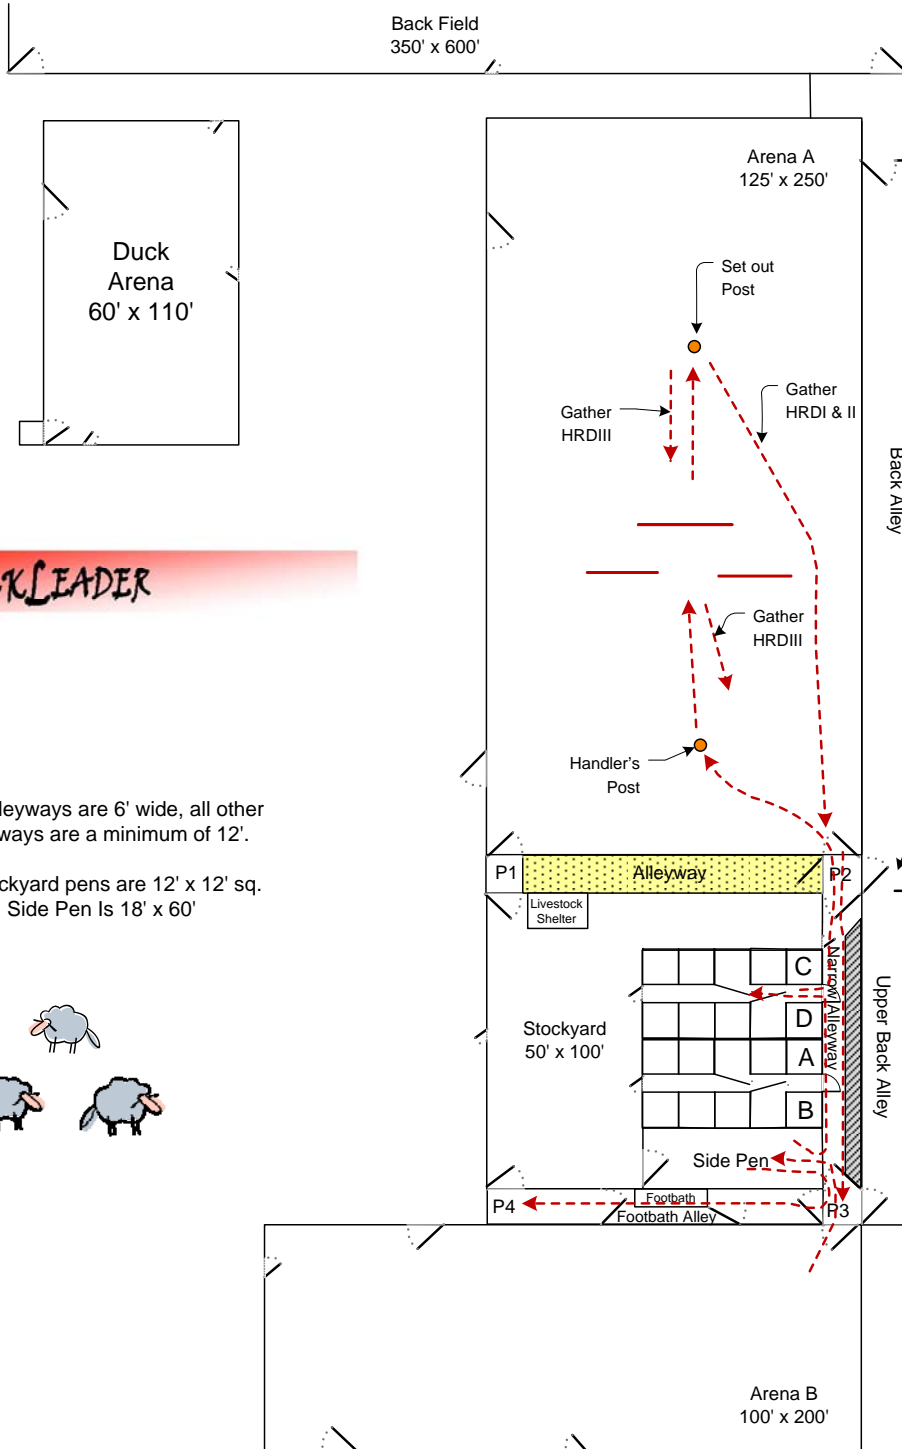 Back Field
350' x 600'
Arena A
125' x 250'
Duck
Arena
60' x 110'
Set out
Post
Gather
HRDI & II
Gather
HRDIII
Back Alley
KLEADER
Gather
HRDIII
Handler's
Post
leyways are 6' wide, all other
ways are a minimum of 12'.
ckyard pens are 12' x 12' sq.
Side Pen Is 18' x 60'
P1
Alleyway
P2
Livestock
Shelter
C
Narrow Alleyway
D
Stockyard
50' x 100'
A
Upper Back Alley
B
Side Pen
P4
Footbath
Footbath Alley
P3
Arena B
100' x 200'